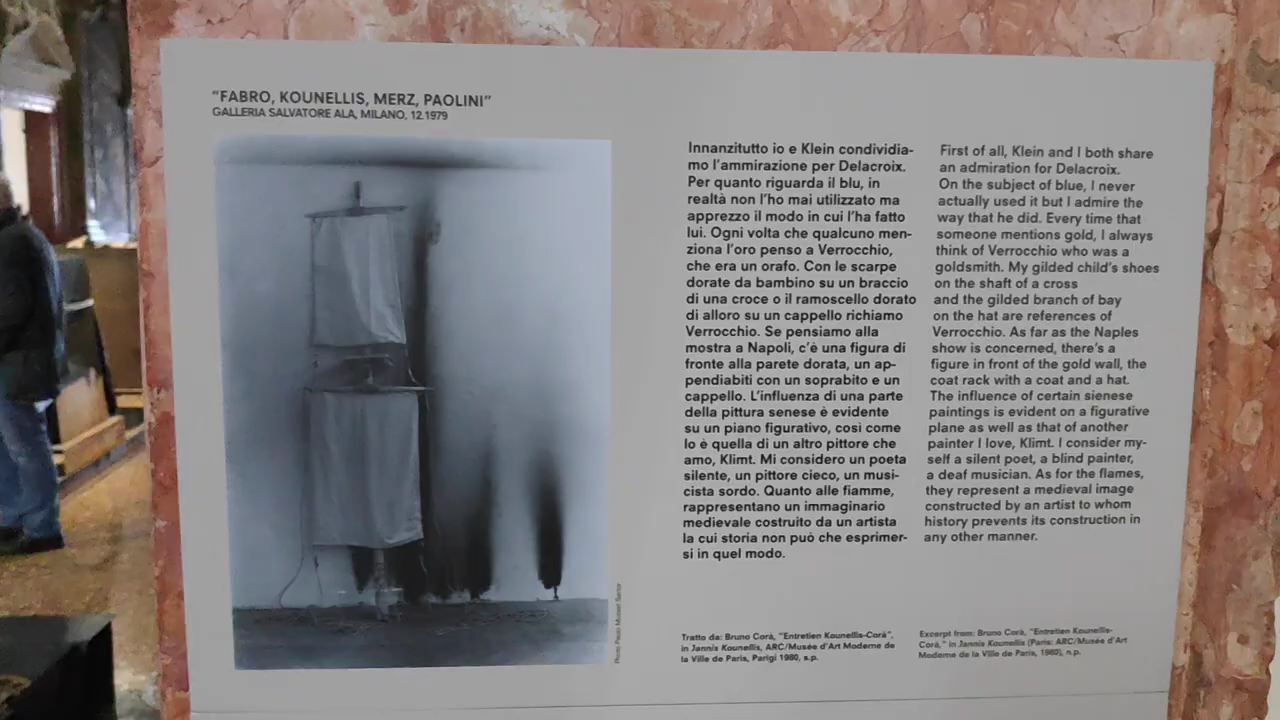 "FABRO, KOUNELLIS, MERZ, PAOLINI"
GALLERIA SALVATORE ALA, MILANO, 12.1979
Innanzitutto io e Klein condividia-
mo l'ammirazione per Delacroix.
Per quanto riguarda il blu, in
realtà non l'ho mai utilizzato ma
apprezzo il modo in cui l'ha fatto
lui. Ogni volta che qualcuno men-
ziona l'oro penso a Verrocchio,
che era un orafo. Con le scarpe
dorate da bambino su un braccio
di una croce o il ramoscello dorato
di alloro su un cappello richiamo
Verrocchio. Se pensiamo alla
mostra a Napoli, c'è una figura di
fronte alla parete dorata, un ap-
pendiabiti con un soprabito e un
cappello. L'influenza di una parte
della pittura senese è evidente
su un piano figurativo, così come
lo è quella di un altro pittore che
amo, Klimt. Mi considero un poeta
silente, un pittore cieco, un musi-
cista sordo. Quanto alle fiamme,
rappresentano un immaginario
medievale costruito da un artista
la cui storia non può che esprimer-
si in quel modo.
Tratto da: Bruno Corà, "Entretien Kounellis-Corà",
in Jannis Kounellis, ARC/Musée d'Art Moderne de
la Ville de Paris, Parigi 1980, s.p.
First of all, Klein and I both share
an admiration for Delacroix.
On the subject of blue, I never
actually used it but I admire the
way that he did. Every time that
someone mentions gold, I always
think of Verrocchio who was a
goldsmith. My gilded child's shoes
on the shaft of a cross
and the gilded branch of bay
on the hat are references of
Verrocchio. As far as the Naples
show is concerned, there's a
figure in front of the gold wall, the
coat rack with a coat and a hat.
The influence of certain sienese
paintings is evident on a figurative
plane as well as that of another
painter I love, Klimt. I consider my-
self a silent poet, a blind painter,
a deaf musician. As for the flames,
they represent a medieval image
constructed by an artist to whom
history prevents its construction in
any other manner.
Excerpt from: Bruno Corà, "Entretien Kounellis-
Corà," in Jannis Kounellis (Paris: ARC/Musée d'Art
Moderne de la Ville de Paris, 1980), n.p.
Photo Paolo Mussat Sartor